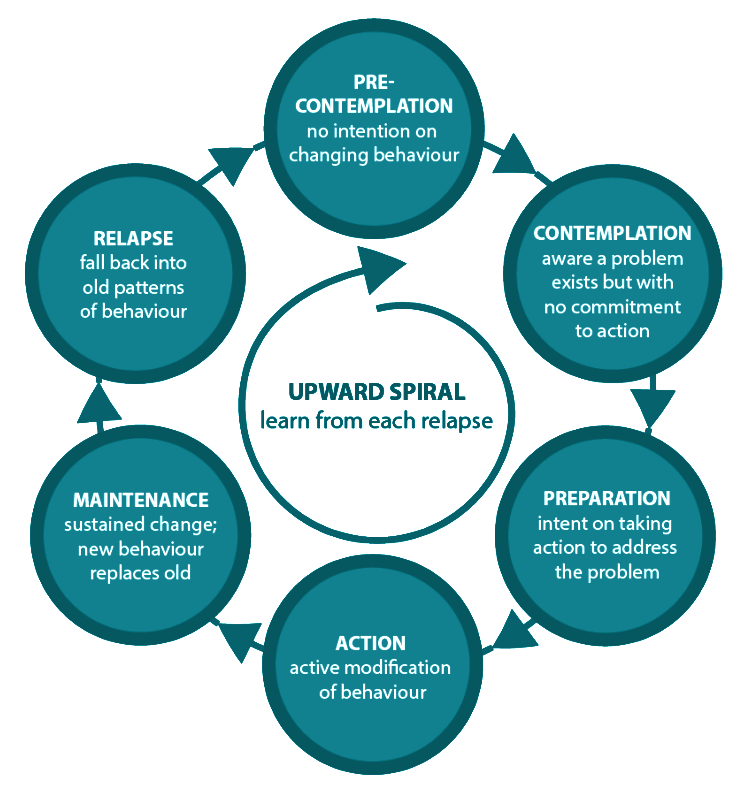 PRE-
CONTEMPLATION
no intention on
changing behaviour
CONTEMPLATION
aware a problem
exists but with
no commitment
to action
PREPARATION
intent on taking
action to address
the problem
ACTION
active modification
of behaviour
MAINTENANCE
sustained change;
new behaviour
replaces old
RELAPSE
fall back into
old patterns
of behaviour
UPWARD SPIRAL
learn from each relapse